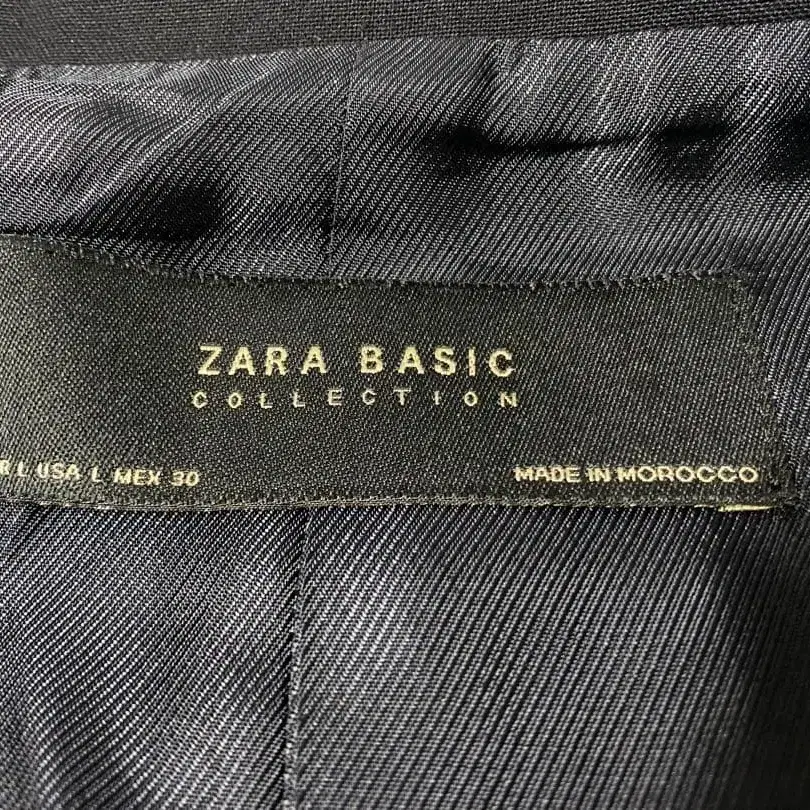 ZARA BASIC
COLLECTION
R L USA L MEX 30
MADE IN MOROCCO